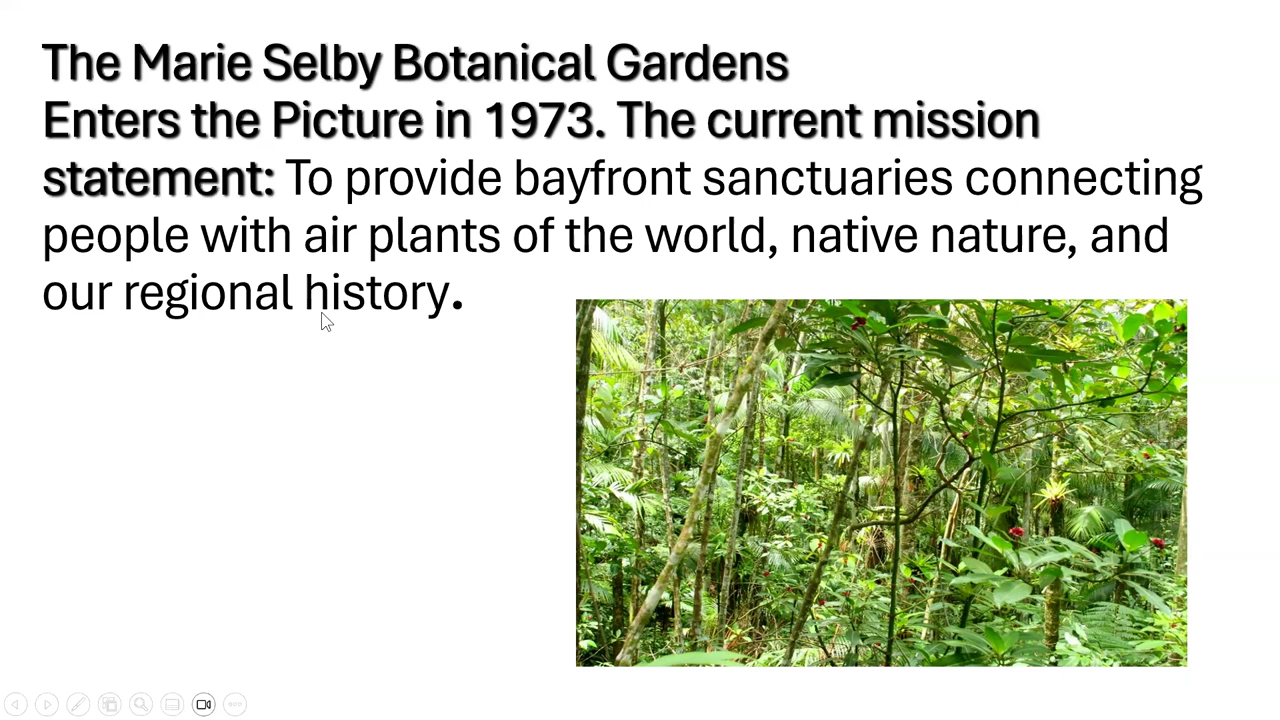 The Marie Selby Botanical Gardens
Enters the Picture in 1973. The current mission
statement: To provide bayfront sanctuaries connecting
people with air plants of the world, native nature, and
our regional history.